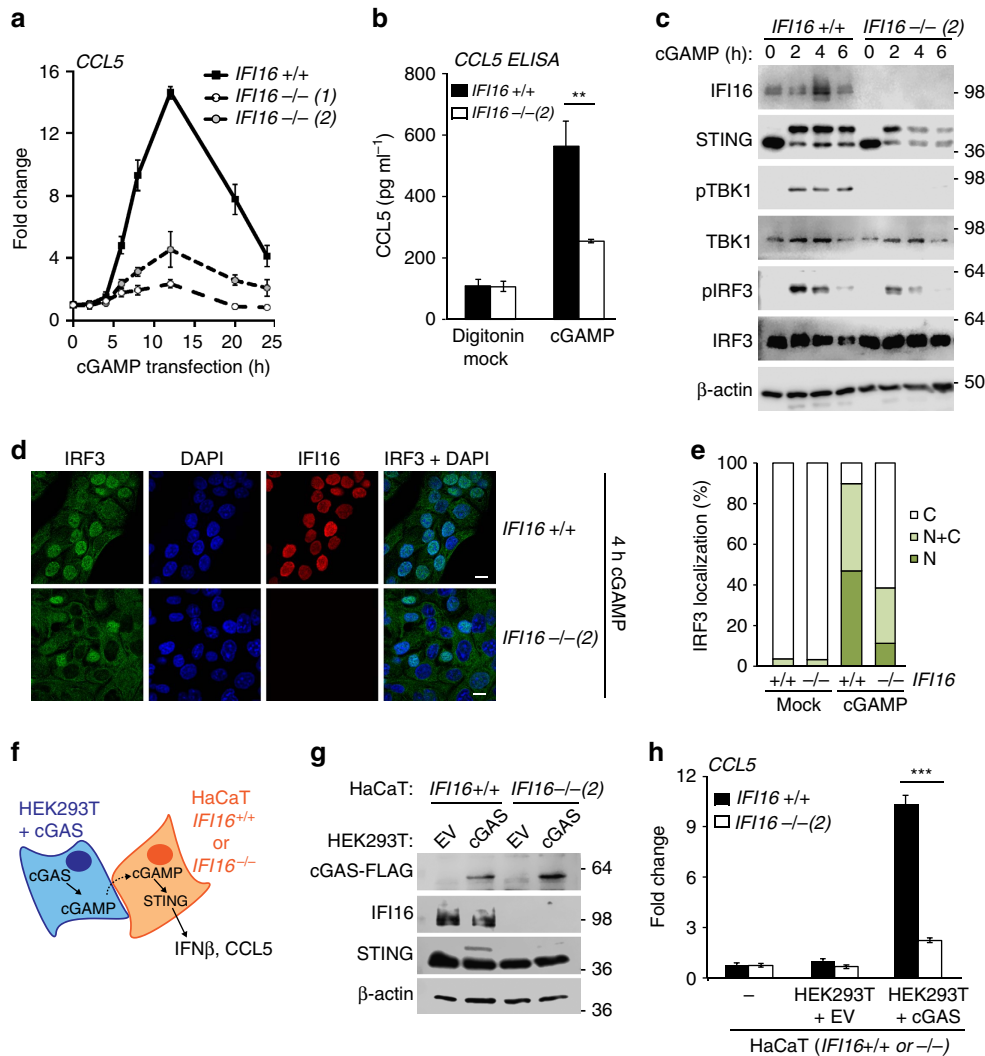 a
CCL5
IFI16 +/+
IFI16 –/– (1)
IFI16 –/– (2)
Fold change
16
12
8
4
0
0 5 10 15 20 25
cGAMP transfection (h)
b
CCL5 ELISA
IFI16 +/+
IFI16 –/–(2)
**
CCL5 (pg ml⁻¹)
800
600
400
200
0
Digitonin mock
cGAMP
c
IFI16 +/+ IFI16 –/– (2)
cGAMP (h) 0 2 4 6 0 2 4 6
IFI16 - 98
STING - 36
pTBK1 98
TBK1
pIRF3 64
IRF3 64
β-actin - 50
d
IRF3 DAPI IFI16 IRF3 + DAPI
IFI16 +/+
IFI16 –/–(2)
4 h cGAMP
e
IRF3 localization (%)
100
80
60
40
20
0
C
N+C
N
+/+ –/– +/+ –/– IFI16
Mock cGAMP
f
HEK293T
+ cGAS
HaCaT
IFI16+/+
or
IFI16–/–
cGAS
cGAMP
cGAMP
STING
IFNβ, CCL5
g
HaCaT: IFI16+/+ IFI16–/–(2)
HEK293T: EV cGAS EV cGAS
cGAS-FLAG - 64
IFI16 - 98
STING - 36
β-actin - 36
h
CCL5
IFI16 +/+
IFI16 –/–(2)
***
Fold change
12
9
6
3
0
– HEK293T + EV HEK293T + cGAS
HaCaT (IFI16+/+ or –/–)